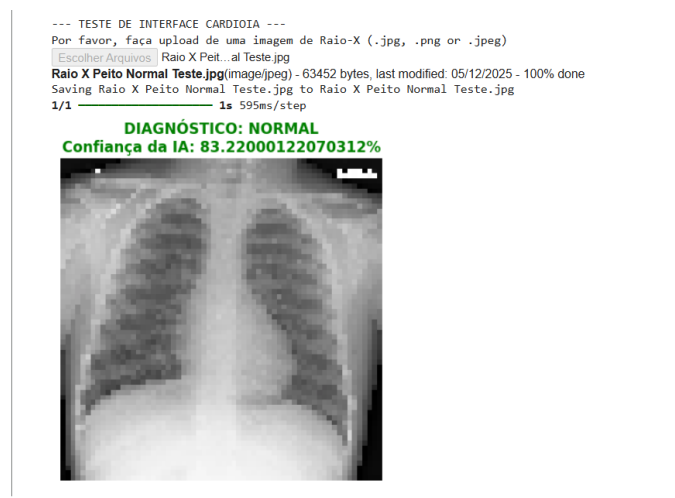 --- TESTE DE INTERFACE CARDIOIA ---
Por favor, faça upload de uma imagem de Raio-X (.jpg, .png or .jpeg)
Escolher Arquivos Raio X Peit…al Teste.jpg
Raio X Peito Normal Teste.jpg(image/jpeg) - 63452 bytes, last modified: 05/12/2025 - 100% done
Saving Raio X Peito Normal Teste.jpg to Raio X Peito Normal Teste.jpg
1/1 ━━━━━━━━━━━━━━━━━━━━ 1s 595ms/step
DIAGNÓSTICO: NORMAL
Confiança da IA: 83.22000122070312%